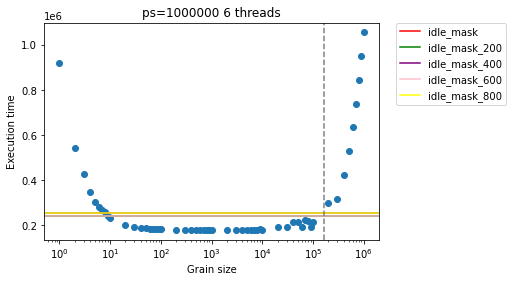 ps=1000000 6 threads
1e6
1.0
0.8
0.6
0.4
0.2
Execution time
10^0
10^1
10^2
10^3
10^4
10^5
10^6
Grain size
idle_mask
idle_mask_200
idle_mask_400
idle_mask_600
idle_mask_800